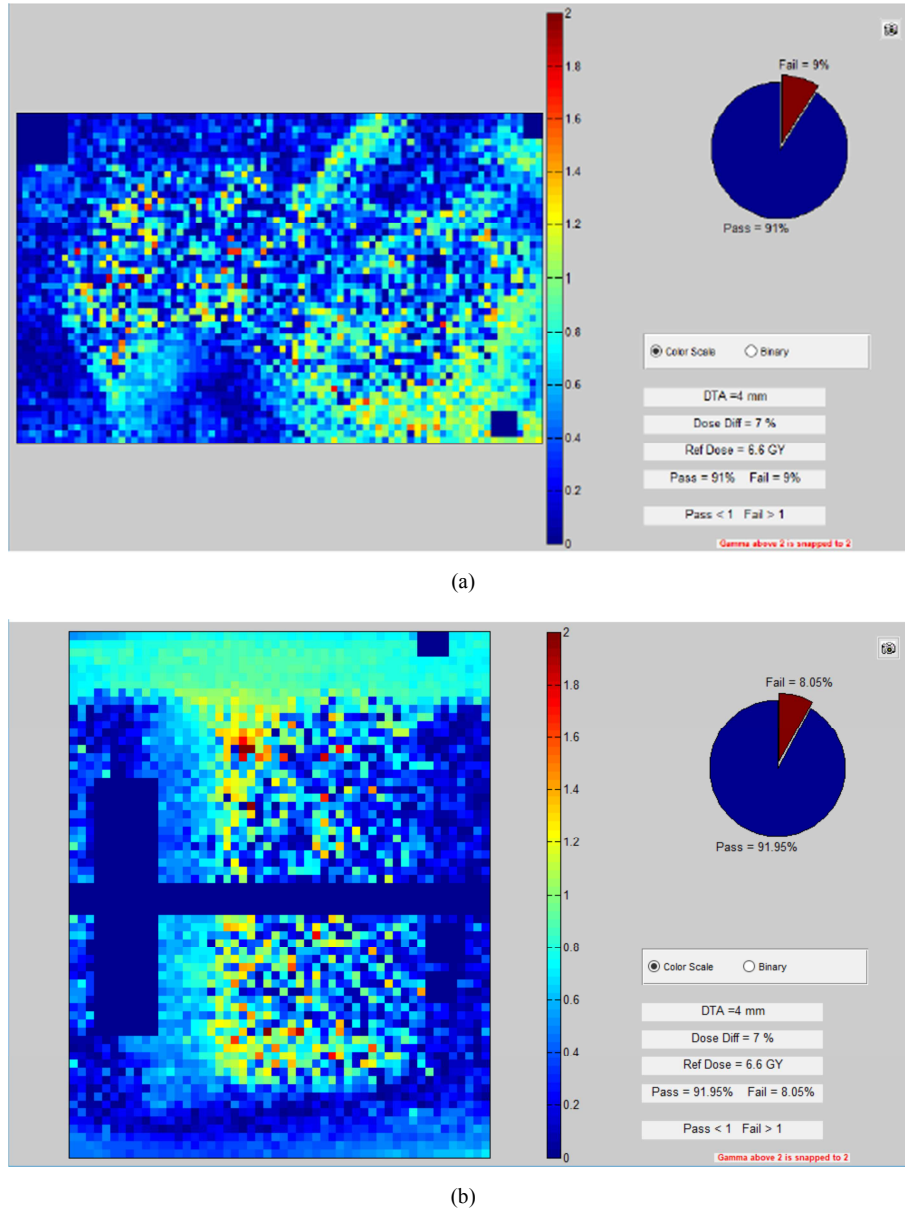 2
1.8
1.6
1.4
1.2
1
0.8
0.6
0.4
0.2
0
Fail = 9%
Pass = 91%
Color Scale Binary
DTA =4 mm
Dose Diff = 7 %
Ref Dose = 6.6 GY
Pass = 91% Fail = 9%
Pass < 1 Fail > 1
Gamma above 2 is snapped to 2
(a)
2
1.8
1.6
1.4
1.2
1
0.8
0.6
0.4
0.2
0
Fail = 8.05%
Pass = 91.95%
Color Scale Binary
DTA =4 mm
Dose Diff = 7 %
Ref Dose = 6.6 GY
Pass = 91.95% Fail = 8.05%
Pass < 1 Fail > 1
Gamma above 2 is snapped to 2
(b)